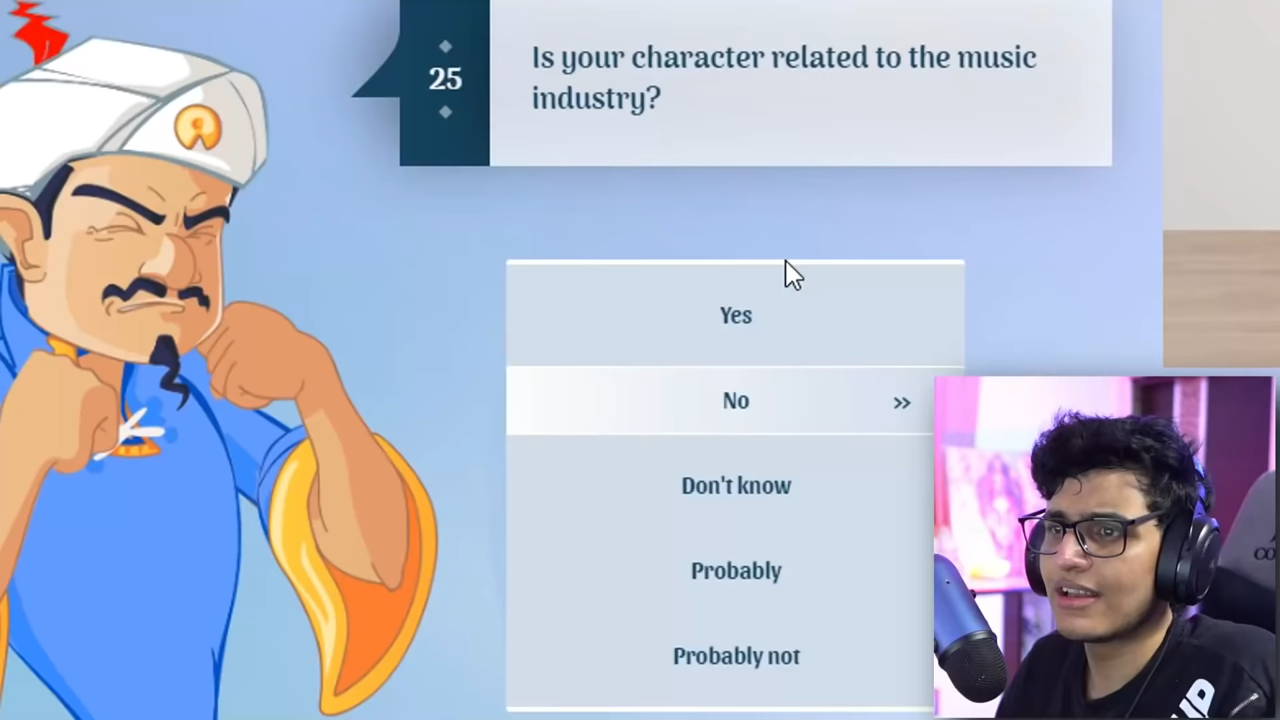 25
Is your character related to the music
industry?
Yes
No >>
Don't know
Probably
Probably not